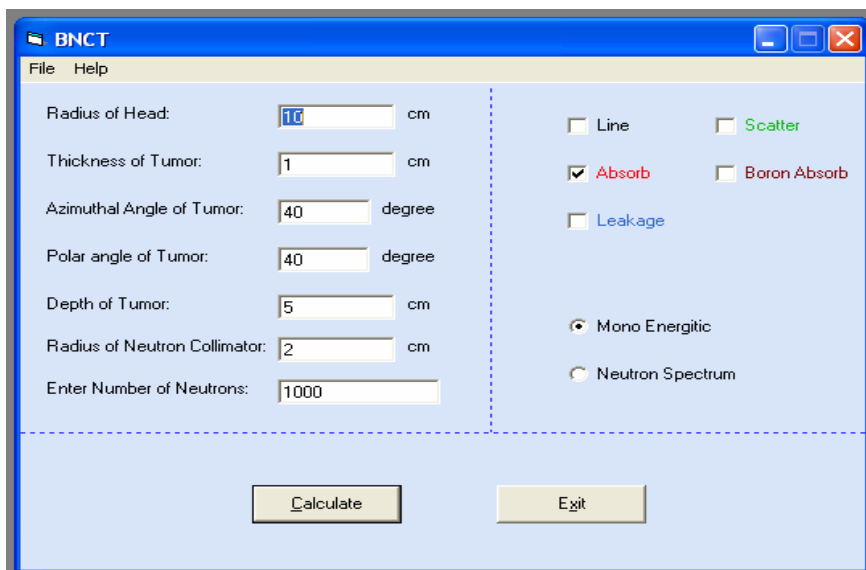 BNCT
File Help
Radius of Head: 10 cm
Thickness of Tumor: 1 cm
Azimuthal Angle of Tumor: 40 degree
Polar angle of Tumor: 40 degree
Depth of Tumor: 5 cm
Radius of Neutron Collimator: 2 cm
Enter Number of Neutrons: 1000
Line Scatter
Absorb Boron Absorb
Leakage
Mono Energitic
Neutron Spectrum
Calculate Exit